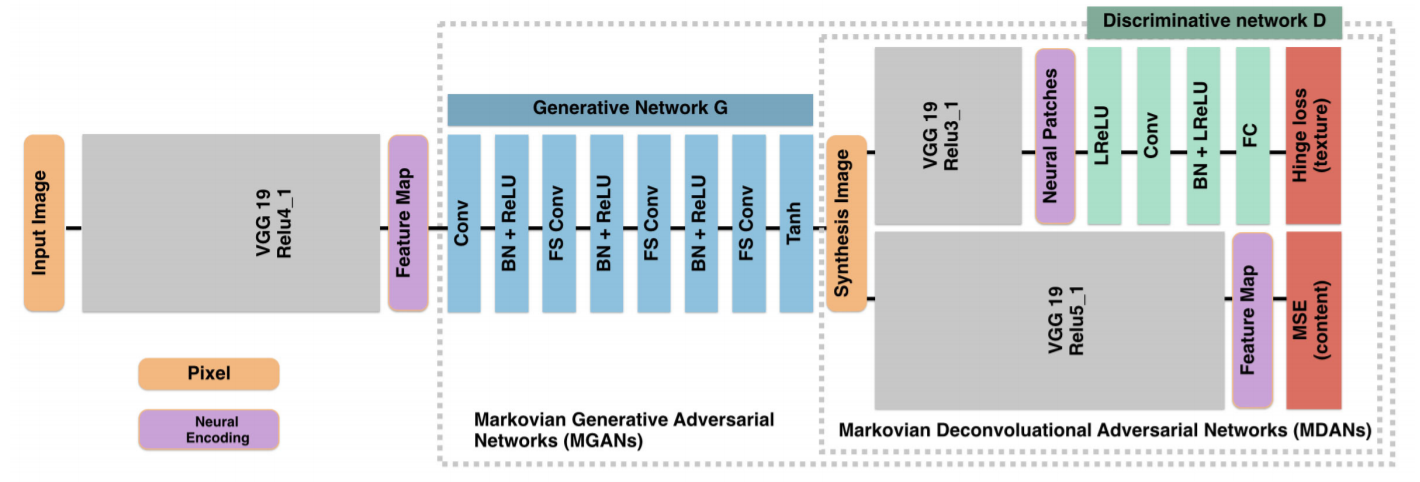 Input Image
VGG 19
Relu4_1
Feature Map
Generative Network G
Conv
BN + ReLU
FS Conv
BN + ReLU
FS Conv
BN + ReLU
FS Conv
Tanh
Synthesis Image
Discriminative network D
VGG 19
Relu3_1
Neural Patches
LReLU
Conv
BN + LReLU
FC
Hinge loss
(texture)
VGG 19
Relu5_1
Feature Map
MSE
(content)
Pixel
Neural
Encoding
Markovian Generative Adversarial
Networks (MGANs)
Markovian Deconvoluational Adversarial Networks (MDANs)